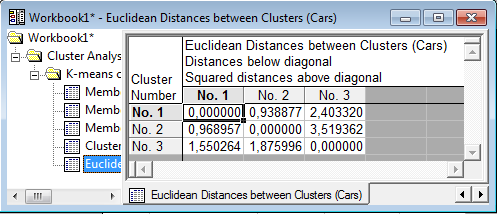 Workbook1* - Euclidean Distances between Clusters (Cars)
Workbook1*
Cluster Analys
K-means c
Membe
Membe
Membe
Cluster
Euclide
Euclidean Distances between Clusters (Cars)
Distances below diagonal
Squared distances above diagonal
Cluster Number No. 1 No. 2 No. 3
No. 1 0,000000 0,938877 2,403320
No. 2 0,968957 0,000000 3,519362
No. 3 1,550264 1,875996 0,000000
Euclidean Distances between Clusters (Cars)